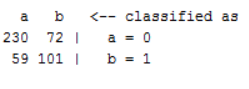 a b <-- classified as
230 72 | a = 0
59 101 | b = 1